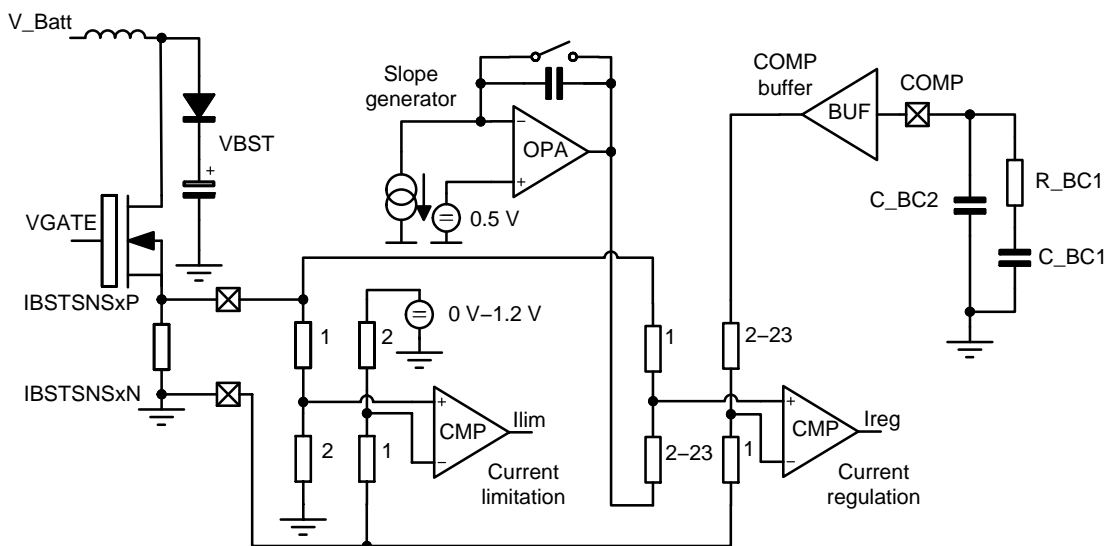 V_Batt
VBST
+
VGATE
IBSTSNSxP
IBSTSNSxN
Slope
generator
−
OPA
+
0.5 V
COMP
buffer
BUF
COMP
C_BC2
R_BC1
C_BC1
1
2
0 V−1.2 V
2
1
+
CMP
−
Ilim
Current
limitation
1
2−23
2−23
1
+
CMP
−
Ireg
Current
regulation